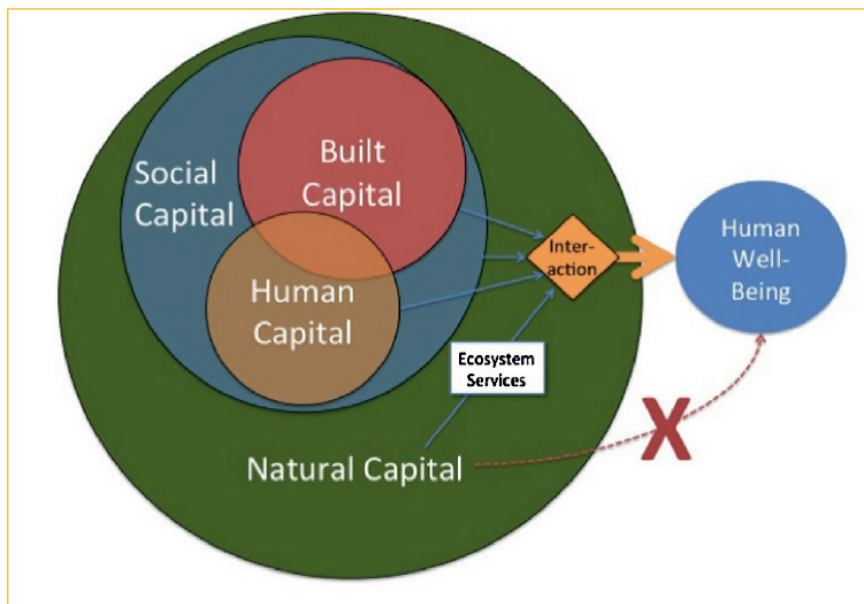 Social
Capital
Built
Capital
Human
Capital
Inter-
action
Human
Well-
Being
Ecosystem
Services
Natural Capital
X